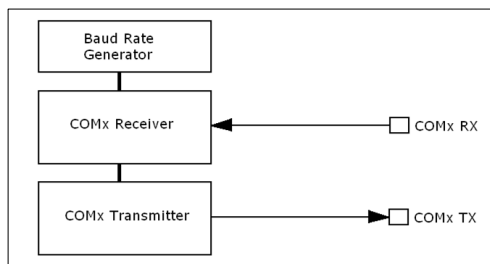 Baud Rate
Generator
COMx Receiver
COMx RX
COMx Transmitter
COMx TX